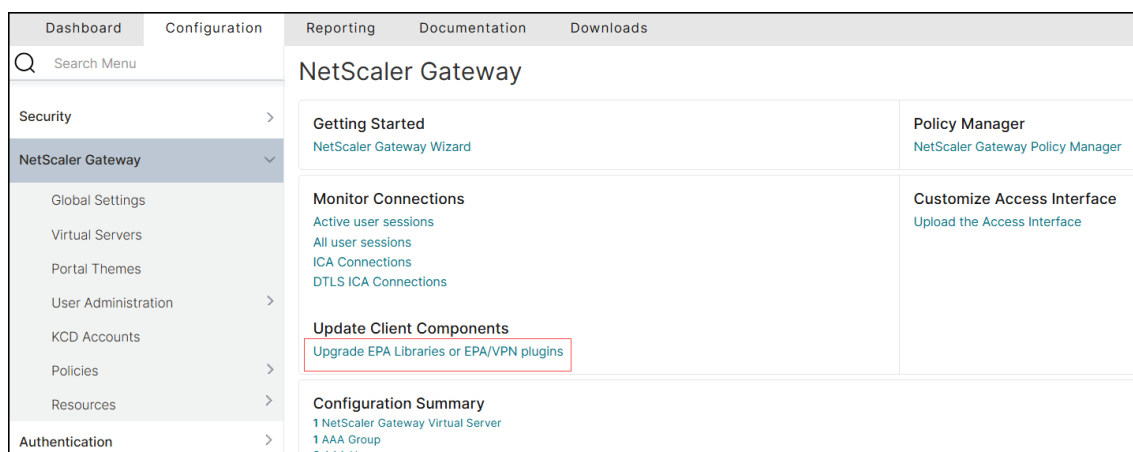 Dashboard Configuration Reporting Documentation Downloads
Search Menu
NetScaler Gateway
Security
NetScaler Gateway
Global Settings
Virtual Servers
Portal Themes
User Administration
KCD Accounts
Policies
Resources
Authentication
Getting Started
NetScaler Gateway Wizard
Policy Manager
NetScaler Gateway Policy Manager
Monitor Connections
Active user sessions
All user sessions
ICA Connections
DTLS ICA Connections
Customize Access Interface
Upload the Access Interface
Update Client Components
Upgrade EPA Libraries or EPA/VPN plugins
Configuration Summary
1 NetScaler Gateway Virtual Server
1 AAA Group